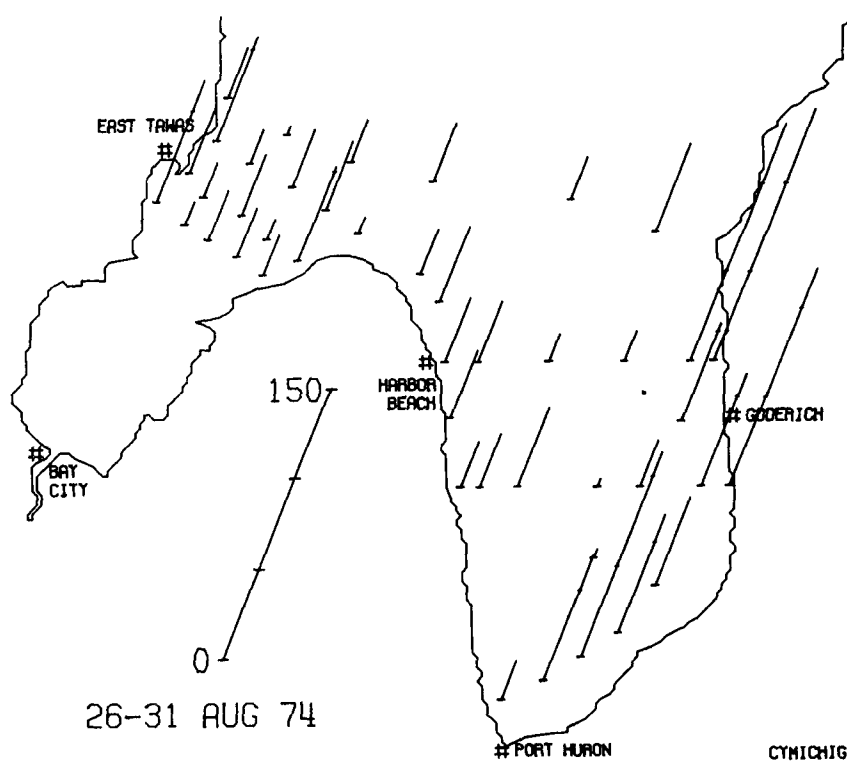 EAST TAWAS
#
150
#
HARBOR
BEACH
# GODERICH
#
BAY
CITY
0
26-31 AUG 74
# PORT HURON
CYMICHIG